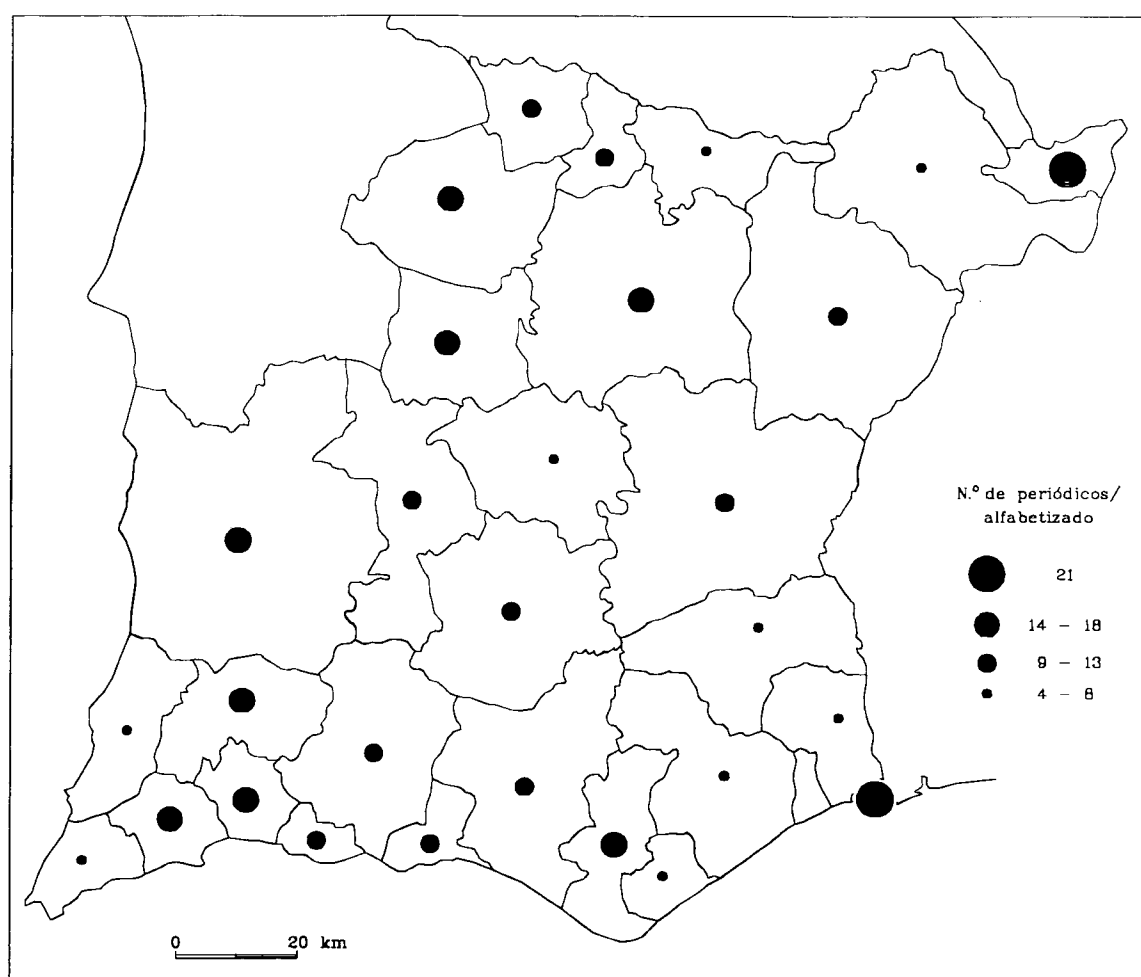 N.º de periódicos/
alfabetizado
21
14 – 18
9 – 13
4 – 8
0 20 km